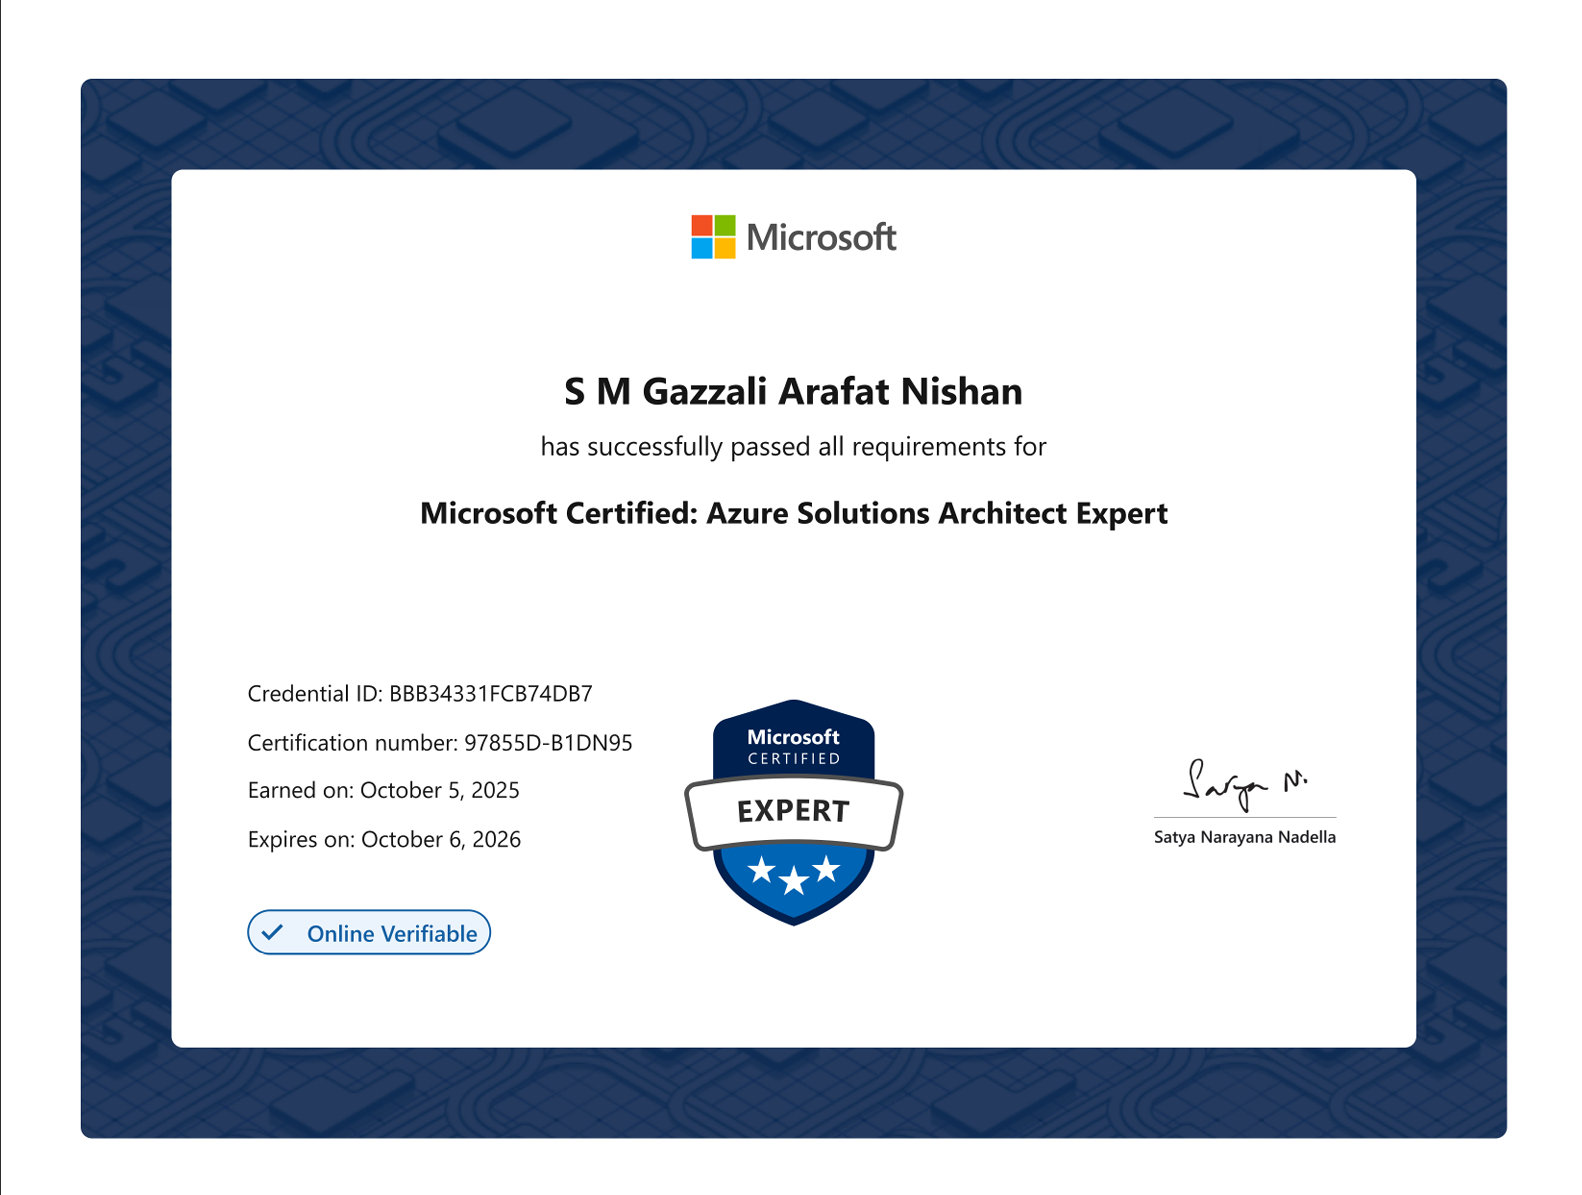 Microsoft
S M Gazzali Arafat Nishan
has successfully passed all requirements for
Microsoft Certified: Azure Solutions Architect Expert
Credential ID: BBB34331FCB74DB7
Certification number: 97855D-B1DN95
Earned on: October 5, 2025
Expires on: October 6, 2026
Online Verifiable
Microsoft
CERTIFIED
EXPERT
Satya N.
Satya Narayana Nadella